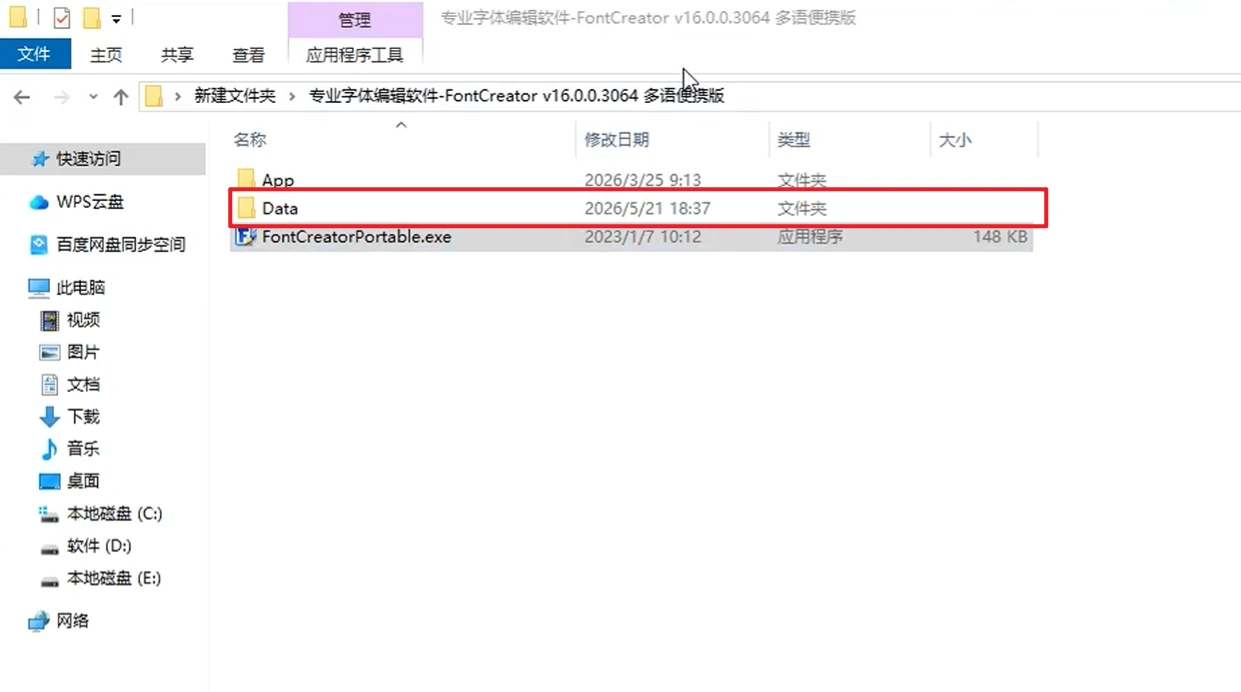 管理
专业字体编辑软件-FontCreator v16.0.0.3064 多语便携版
文件
主页
共享
查看
应用程序工具
新建文件夹
专业字体编辑软件-FontCreator v16.0.0.3064 多语便携版
名称
修改日期
类型
大小
快速访问
WPS云盘
百度网盘同步空间
此电脑
视频
图片
文档
下载
音乐
桌面
本地磁盘 (C:)
软件 (D:)
本地磁盘 (E:)
网络
App 2026/3/25 9:13 文件夹
Data 2026/5/21 18:37 文件夹
FontCreatorPortable.exe 2023/1/7 10:12 应用程序 148 KB